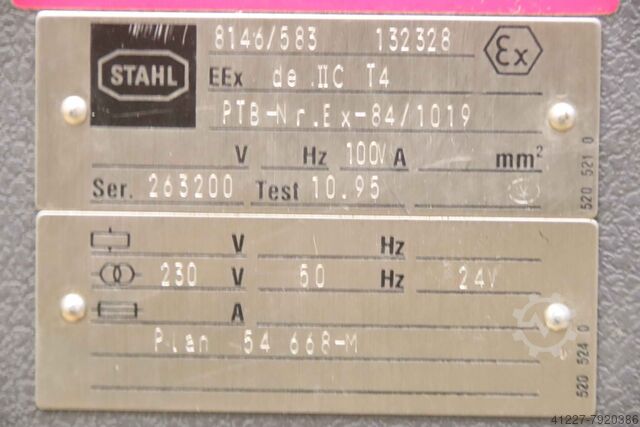 8146/583 132328
STAHL
EEx de IIC T4
PTB-Nr.Ex-84/1019
V Hz 100V A mm²
Ser. 263200 Test 10.95
520 521 0
V Hz
230 V 50 Hz 24V
A
Plan 54 668-M
520 524 0
41227-7920386